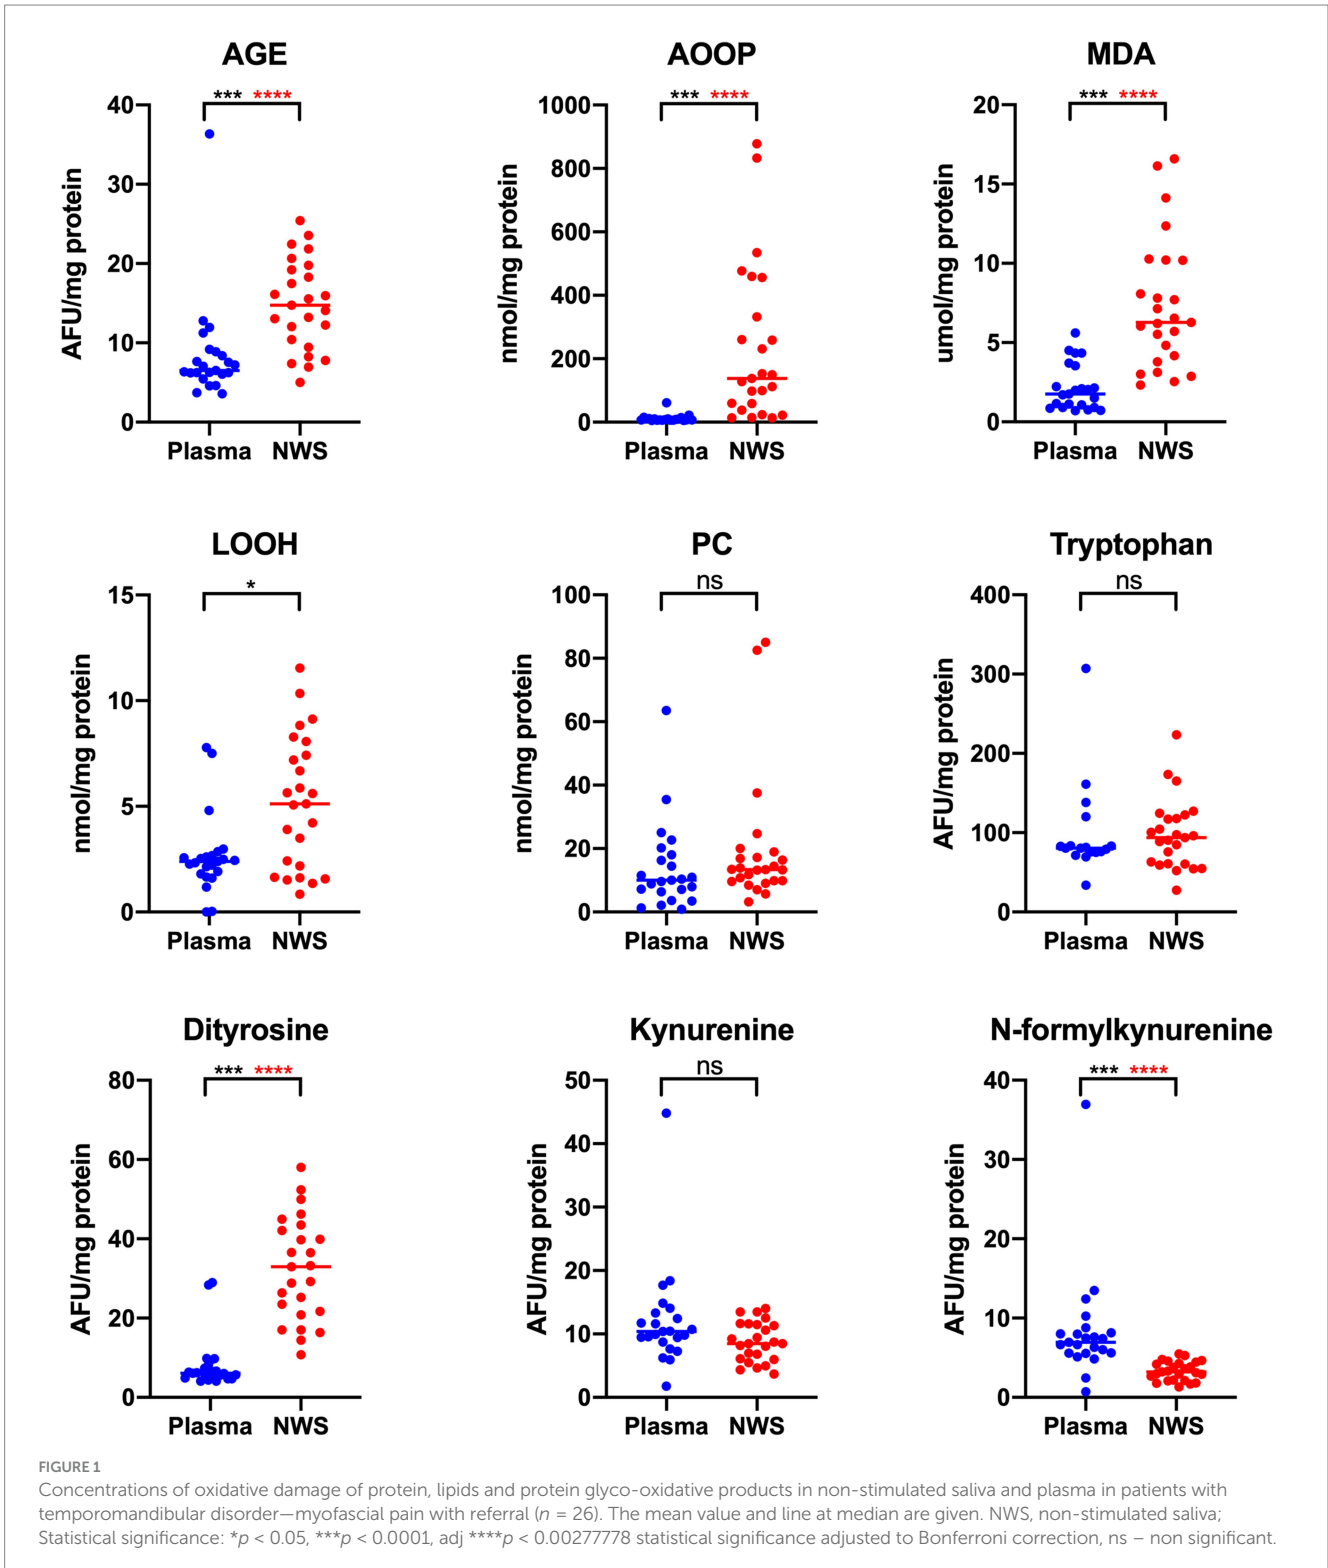 AGE
*** ****
40
30
20
10
0
AFU/mg protein
Plasma NWS
AOOP
*** ****
1000
800
600
400
200
0
nmol/mg protein
Plasma NWS
MDA
*** ****
20
15
10
5
0
umol/mg protein
Plasma NWS
LOOH
*
15
10
5
0
nmol/mg protein
Plasma NWS
PC
ns
100
80
60
40
20
0
nmol/mg protein
Plasma NWS
Tryptophan
ns
400
300
200
100
0
AFU/mg protein
Plasma NWS
Dityrosine
*** ****
80
60
40
20
0
AFU/mg protein
Plasma NWS
Kynurenine
ns
50
40
30
20
10
0
AFU/mg protein
Plasma NWS
N-formylkynurenine
*** ****
40
30
20
10
0
AFU/mg protein
Plasma NWS
FIGURE 1
Concentrations of oxidative damage of protein, lipids and protein glyco-oxidative products in non-stimulated saliva and plasma in patients with
temporomandibular disorder—myofascial pain with referral (n = 26). The mean value and line at median are given. NWS, non-stimulated saliva;
Statistical significance: *p < 0.05, ***p < 0.0001, adj ****p < 0.00277778 statistical significance adjusted to Bonferroni correction, ns – non significant.